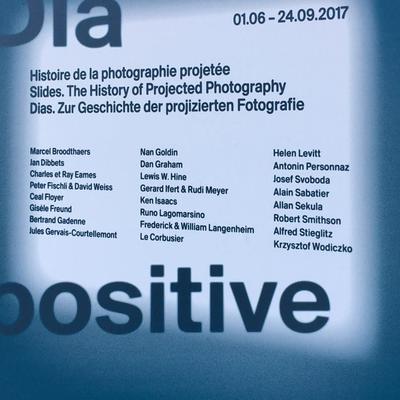 Dia
01.06 – 24.09.2017
Histoire de la photographie projetée
Slides. The History of Projected Photography
Dias. Zur Geschichte der projizierten Fotografie
Marcel Broodthaers
Jan Dibbets
Charles et Ray Eames
Peter Fischli & David Weiss
Ceal Floyer
Gisèle Freund
Bertrand Gadenne
Jules Gervais-Courtellemont
Nan Goldin
Dan Graham
Lewis W. Hine
Gerard Ifert & Rudi Meyer
Ken Isaacs
Runo Lagomarsino
Frederick & William Langenheim
Le Corbusier
Helen Levitt
Antonin Personnaz
Josef Svoboda
Alain Sabatier
Allan Sekula
Robert Smithson
Alfred Stieglitz
Krzysztof Wodiczko
positive